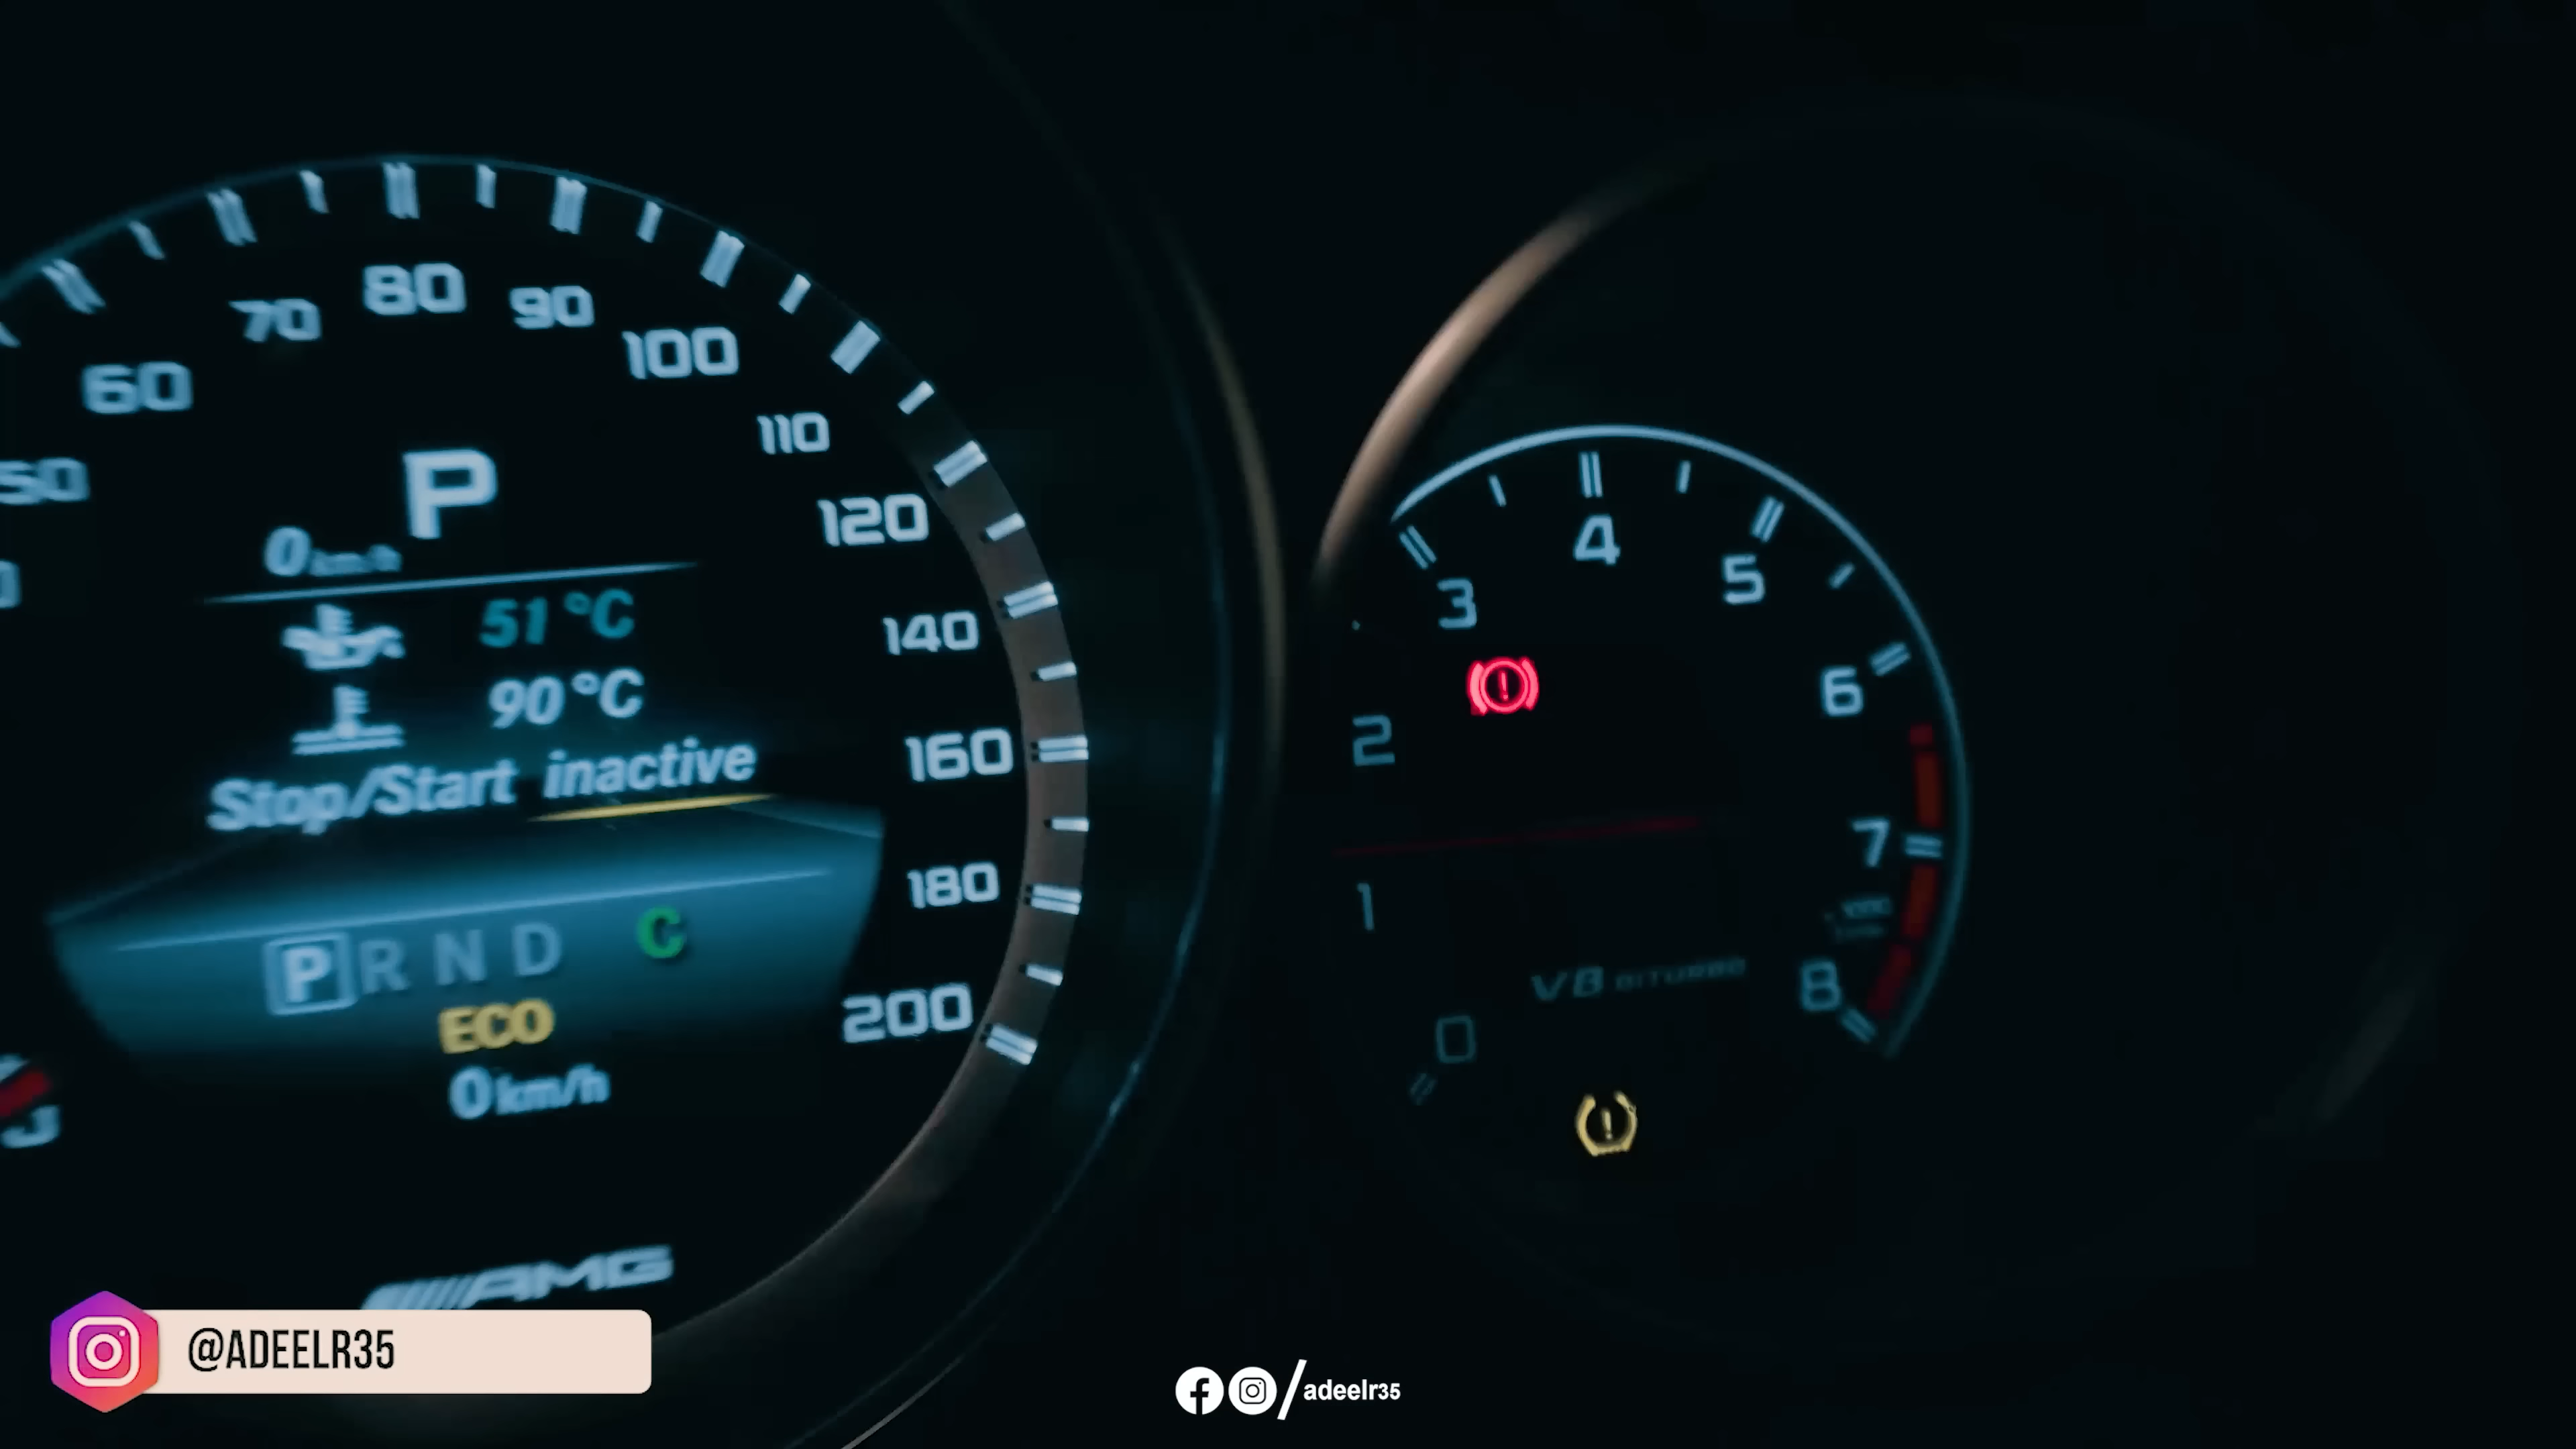 50
60
70
80
90
100
110
120
140
160
180
200
P
0 km/h
51 °C
90 °C
Stop/Start inactive
P R N D C
ECO
0 km/h
AMG
0
1
2
3
4
5
6
7
8
V8 BITURBO
@ADEELR35
/adeelr35